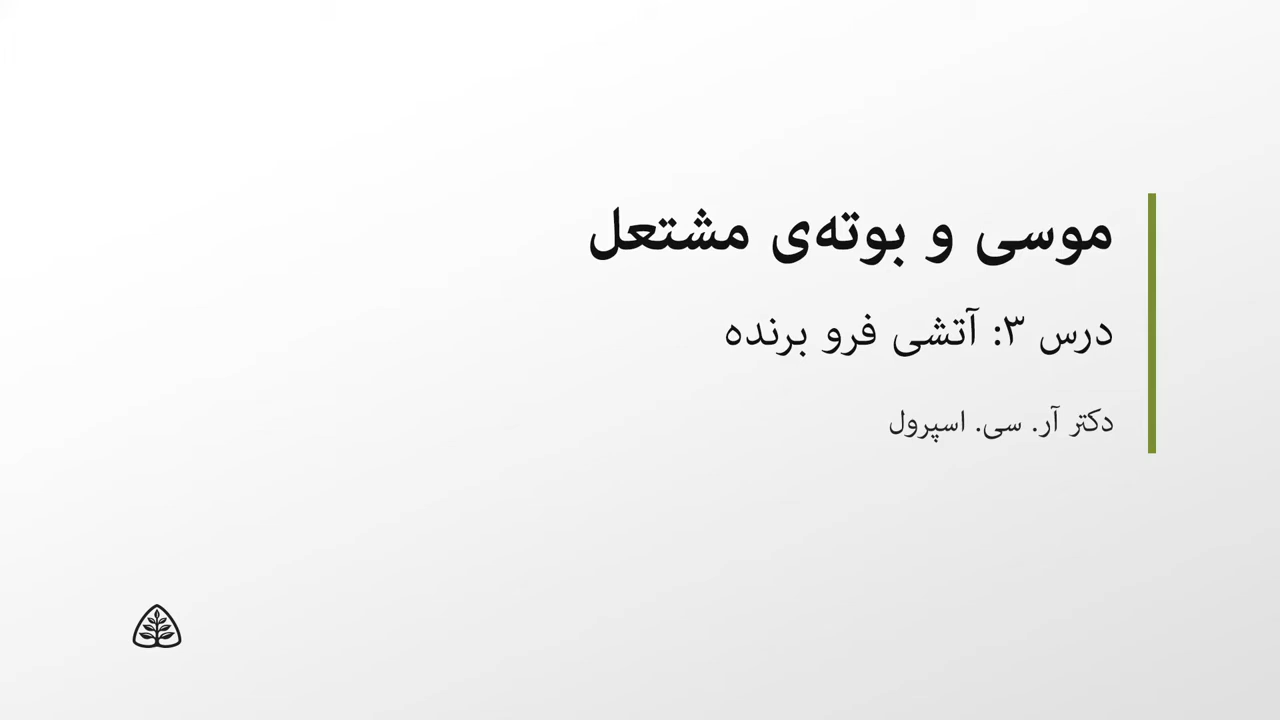 موسی و بوته‌ی مشتعل
درس ۳: آتشی فرو برنده
دکتر آر. سی. اسپرول